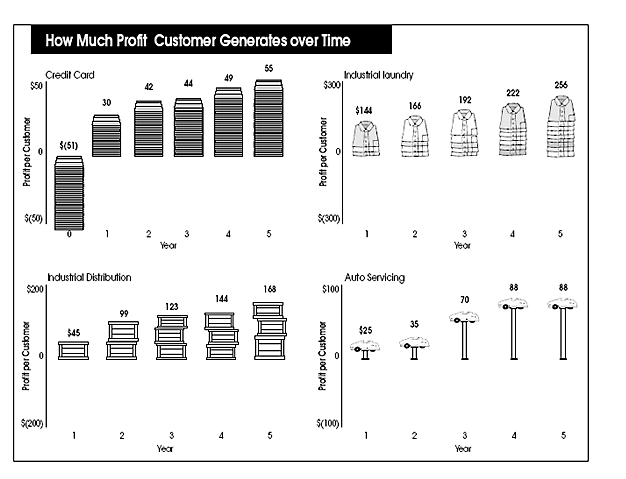 How Much Profit Customer Generates over Time
Credit Card
$50
0
$(50)
Profit per Customer
$(51)
30
42
44
49
55
0 1 2 3 4 5
Year
Industrial laundry
$300
0
$(300)
Profit per Customer
$144
166
192
222
256
1 2 3 4 5
Year
Industrial Distribution
$200
0
$(200)
Profit per Customer
$45
99
123
144
168
1 2 3 4 5
Year
Auto Servicing
$100
0
$(100)
Profit per Customer
$25
35
70
88
88
1 2 3 4 5
Year